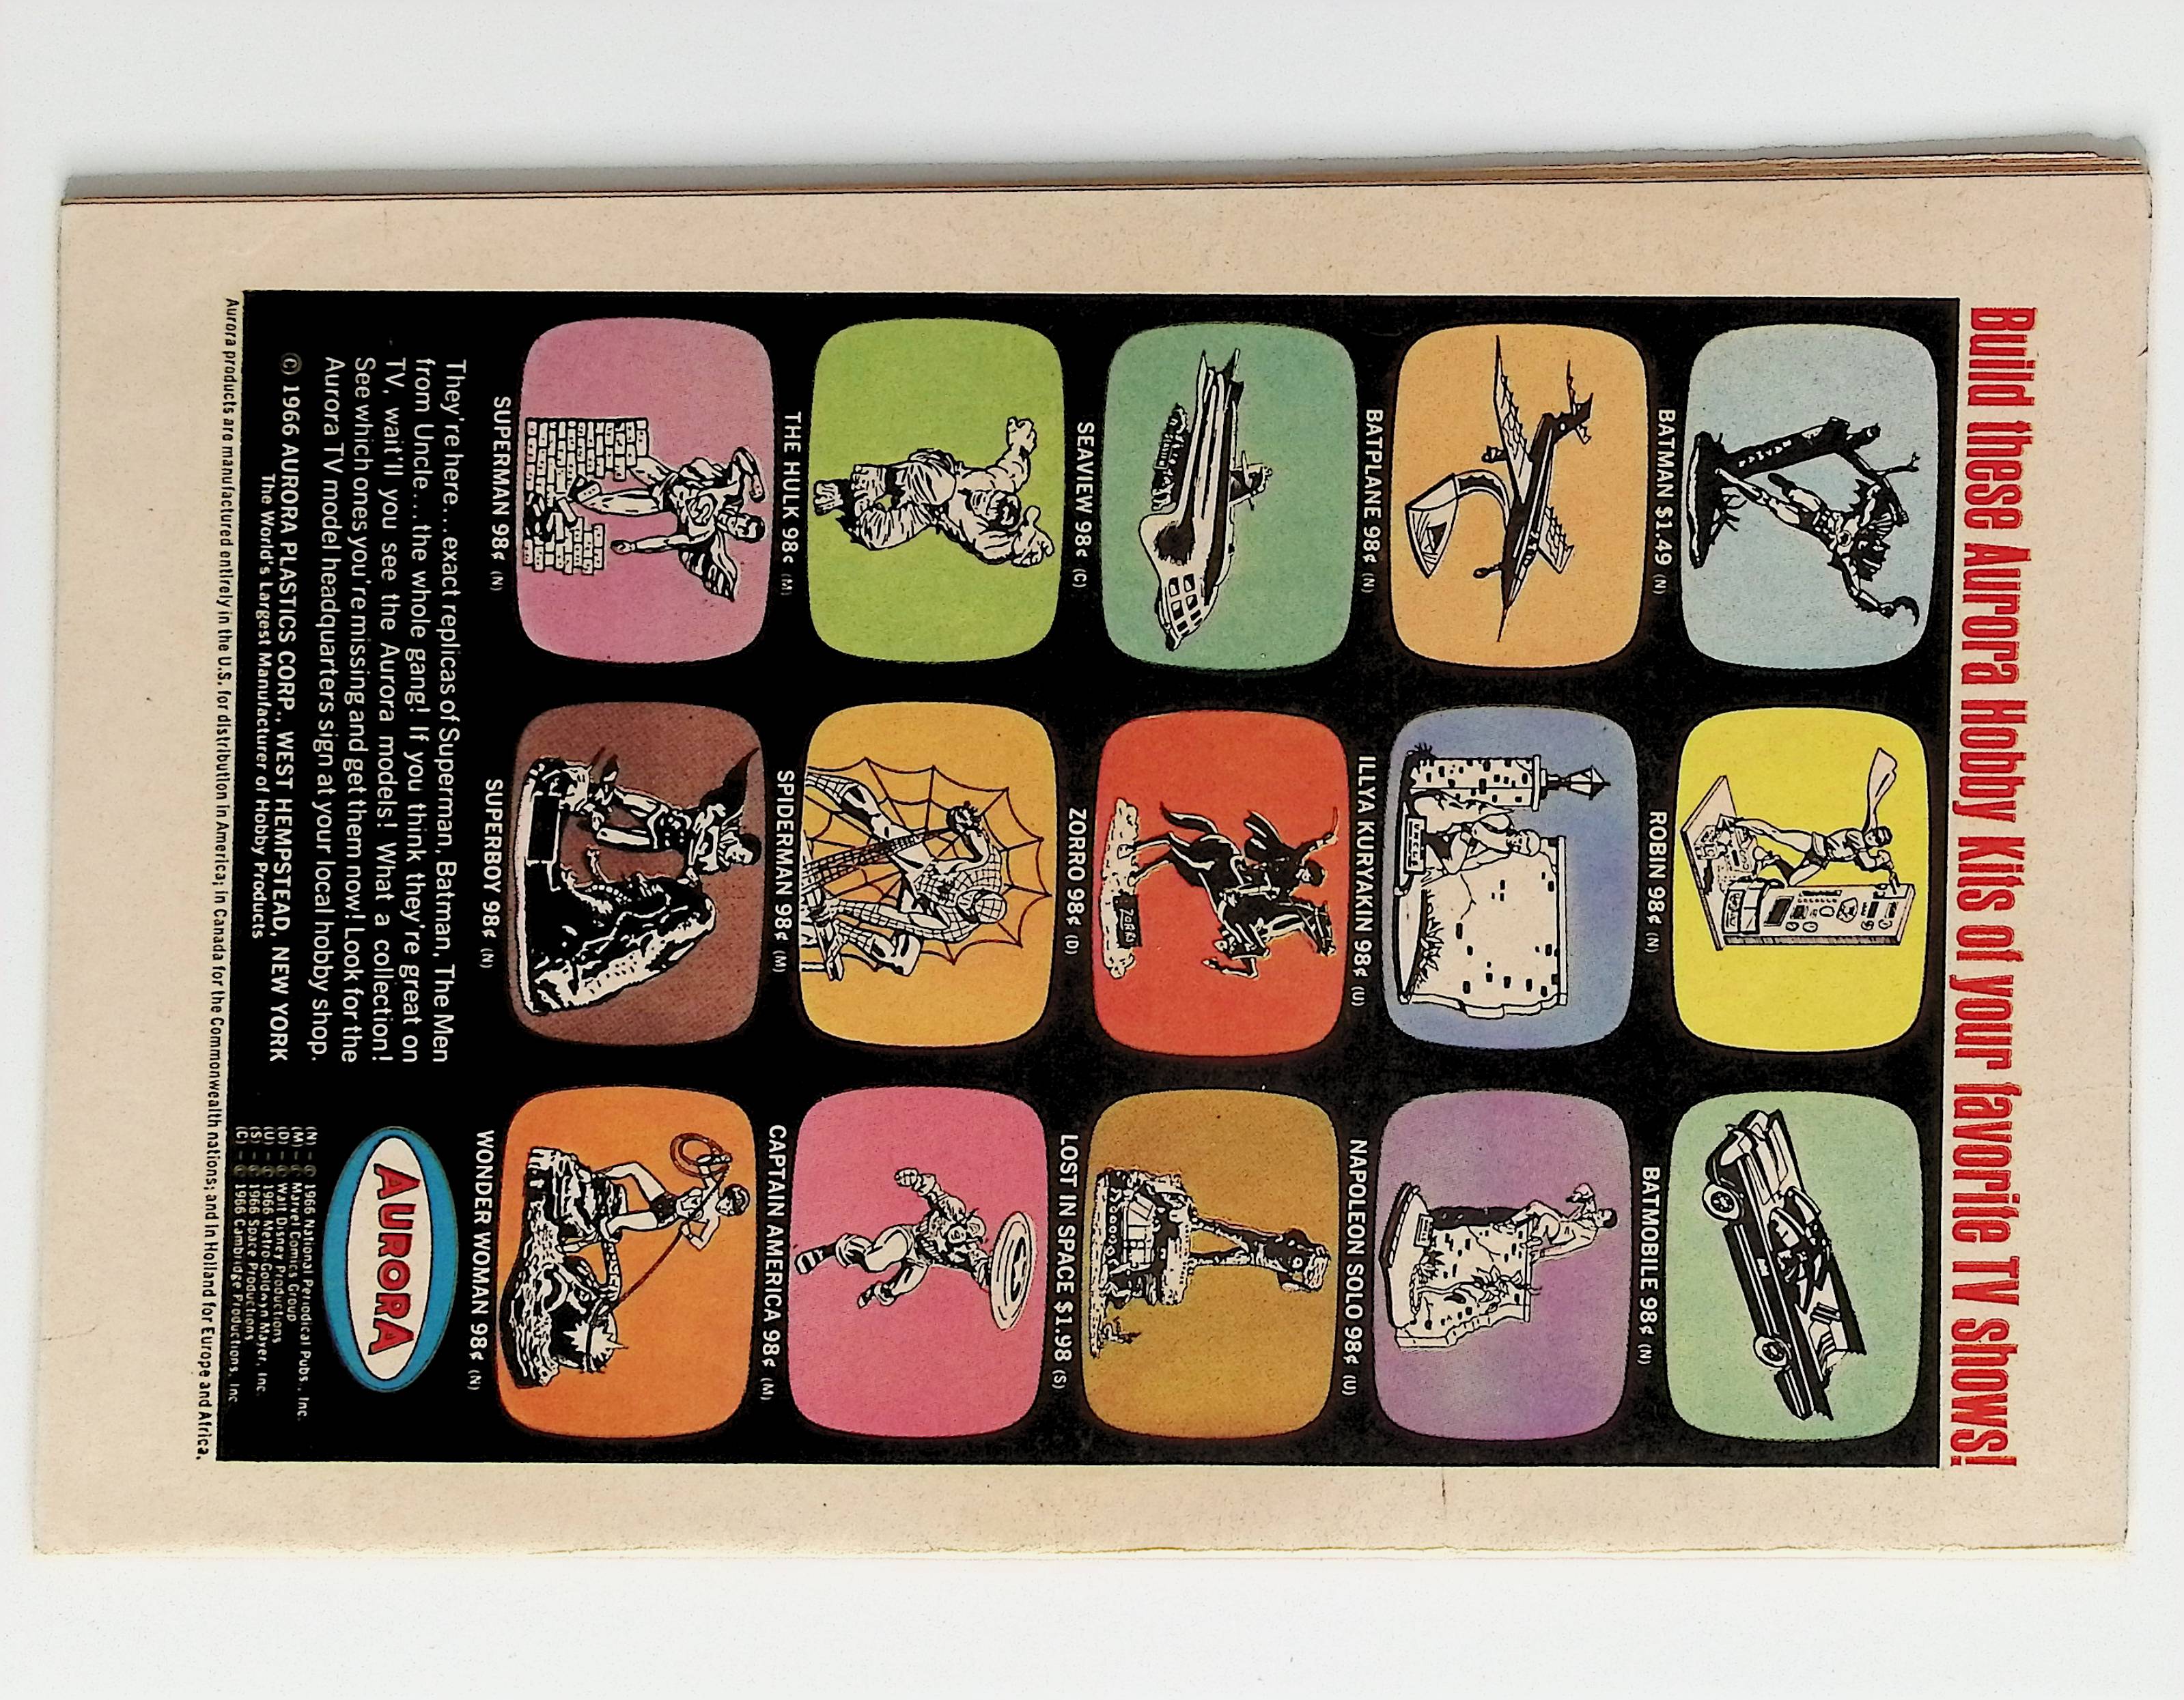 Build these Aurora Hobby Kits of your favorite TV shows!
BATMAN $1.49 (N)
ROBIN 98¢ (N)
BATMOBILE 98¢ (N)
BATPLANE 98¢ (N)
ILLYA KURYAKIN 98¢ (U)
NAPOLEON SOLO 98¢ (U)
SEAVIEW 98¢ (C)
ZORRO
ZORRO 98¢ (D)
LOST IN SPACE $1.98 (S)
THE HULK 98¢ (M)
SPIDERMAN 98¢ (M)
CAPTAIN AMERICA 98¢ (M)
SUPERMAN 98¢ (N)
SUPERBOY 98¢ (N)
WONDER WOMAN 98¢ (N)
They're here...exact replicas of Superman, Batman, The Men
from Uncle...the whole gang! If you think they're great on
TV, wait'll you see the Aurora models! What a collection!
See which ones you're missing and get them now! Look for the
Aurora TV model headquarters sign at your local hobby shop.
© 1966 AURORA PLASTICS CORP., WEST HEMPSTEAD, NEW YORK
The World's Largest Manufacturer of Hobby Products
AURORA
(N) – © 1966 National Periodical Pubs., Inc.
(M) – © Marvel Comics Group
(D) – © Walt Disney Productions
(U) – © 1966 Metro-Goldwyn-Mayer, Inc.
(S) – © 1966 Space Productions
(C) – © 1966 Cambridge Productions, Inc.
Aurora products are manufactured entirely in the U.S. for distribution in America; in Canada for the Commonwealth nations; and in Holland for Europe and Africa.